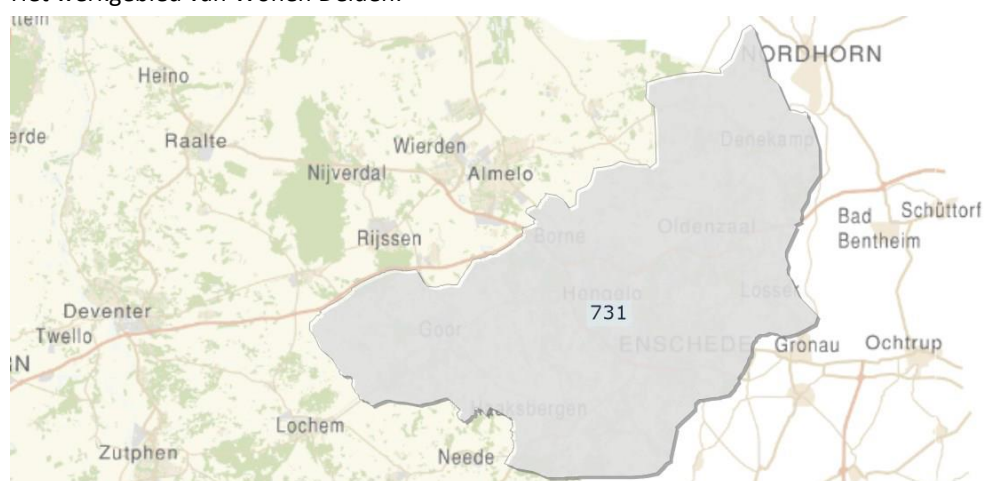 Het werkgebied van Wonen Delden:
NORDHORN
Heino
Raalte
Wierden
Denekamp
Nijverdal
Almelo
Rijssen
Borne
Oldenzaal
Bad
Bentheim
Schüttorf
Hengelo
Losser
731
Deventer
Twello
Goor
ENSCHEDE
Gronau
Ochtrup
Haaksbergen
Lochem
Zutphen
Neede